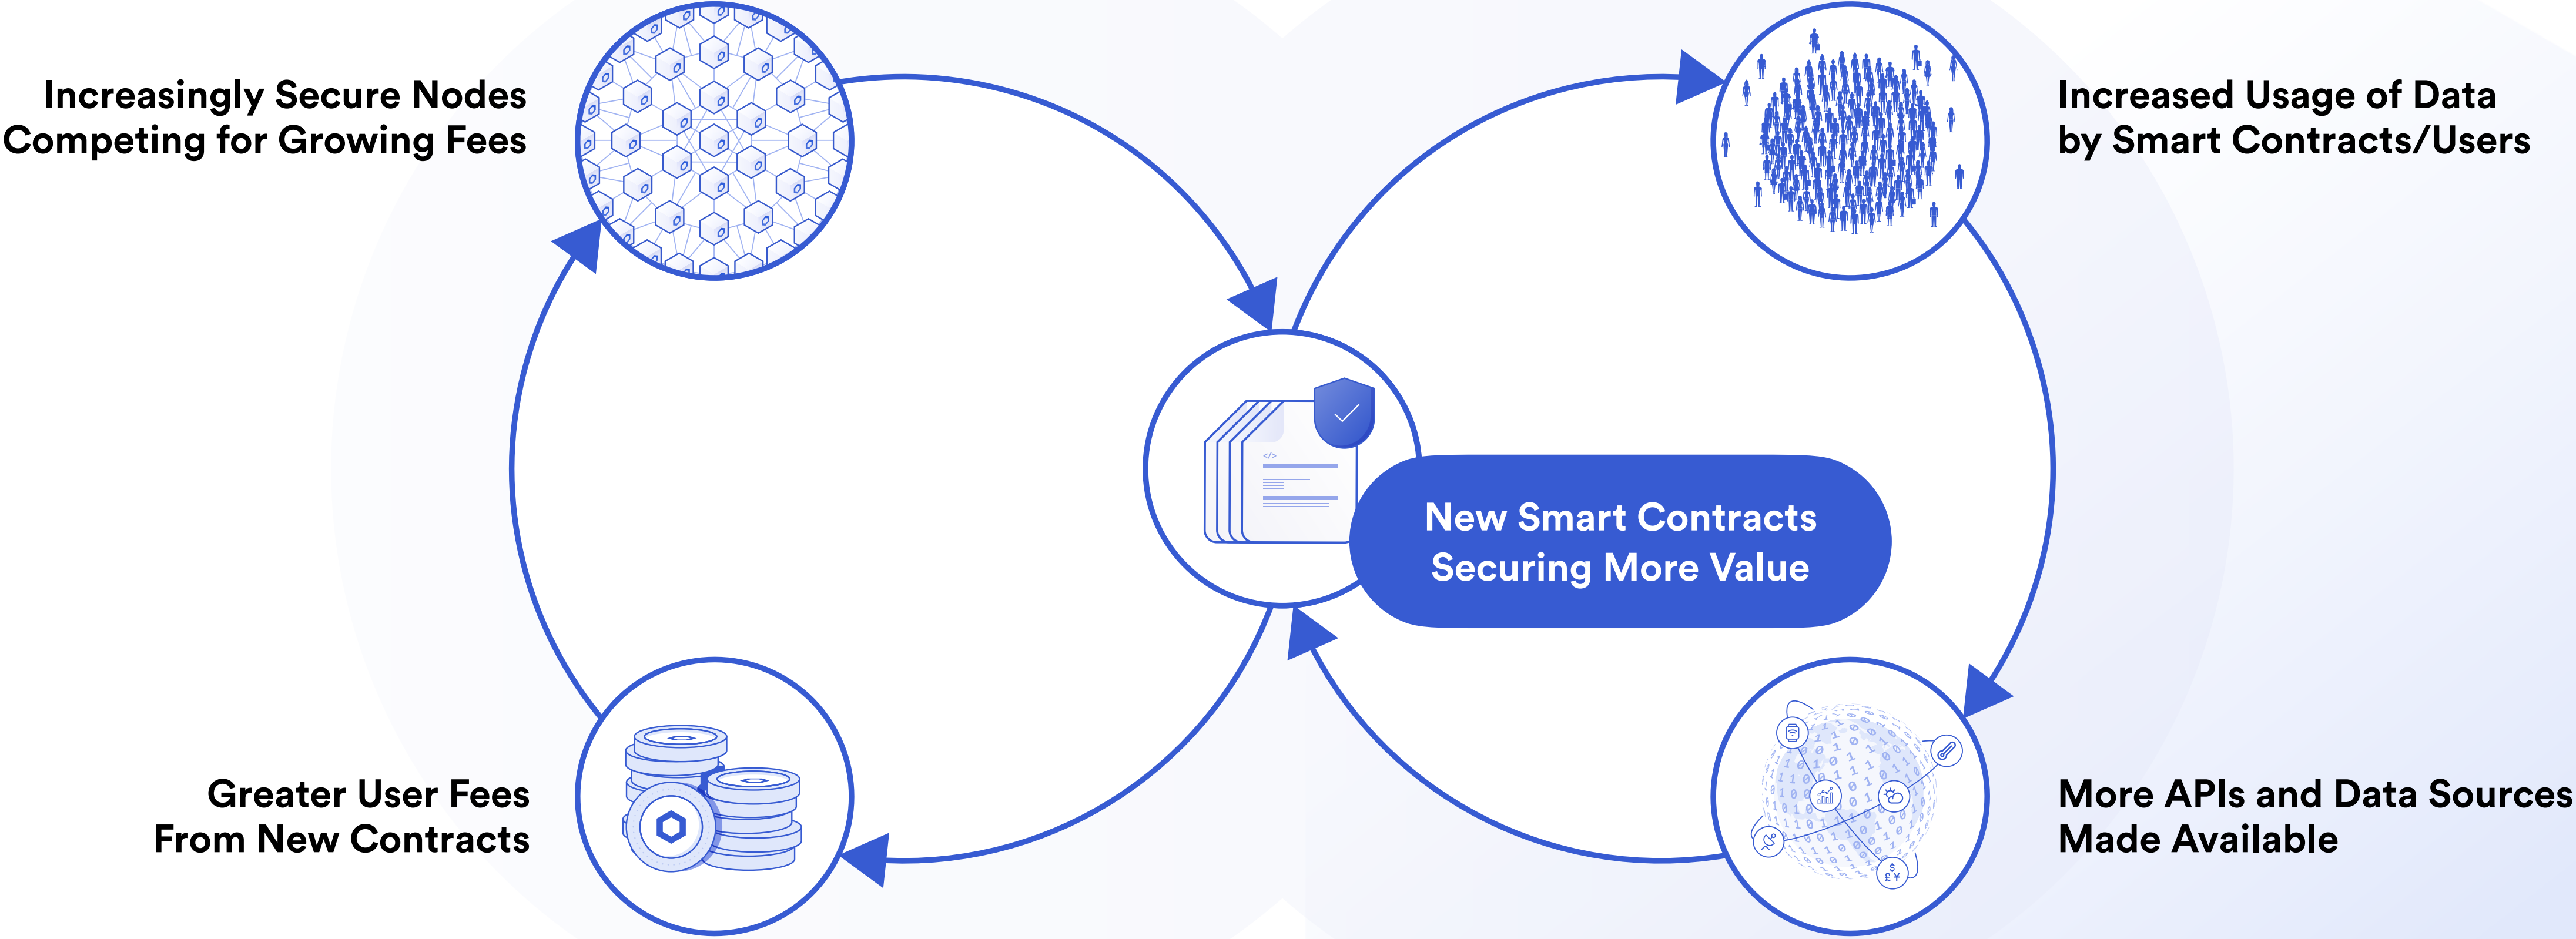 Increasingly Secure Nodes
Competing for Growing Fees
Increased Usage of Data
by Smart Contracts/Users
New Smart Contracts
Securing More Value
Greater User Fees
From New Contracts
More APIs and Data Sources
Made Available